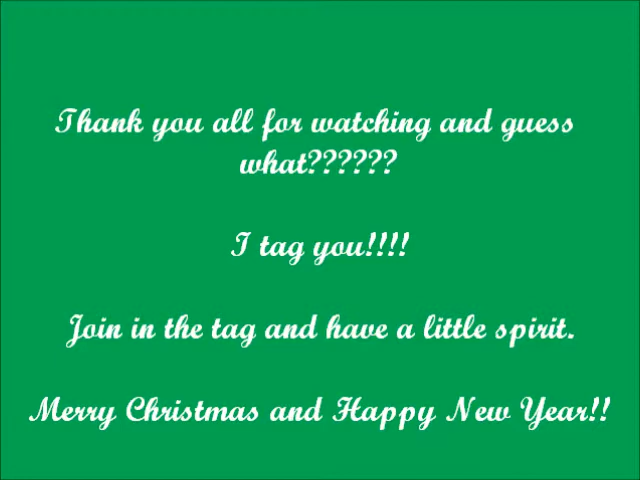 Thank you all for watching and guess
what??????
I tag you!!!!
Join in the tag and have a little spirit.
Merry Christmas and Happy New Year!!